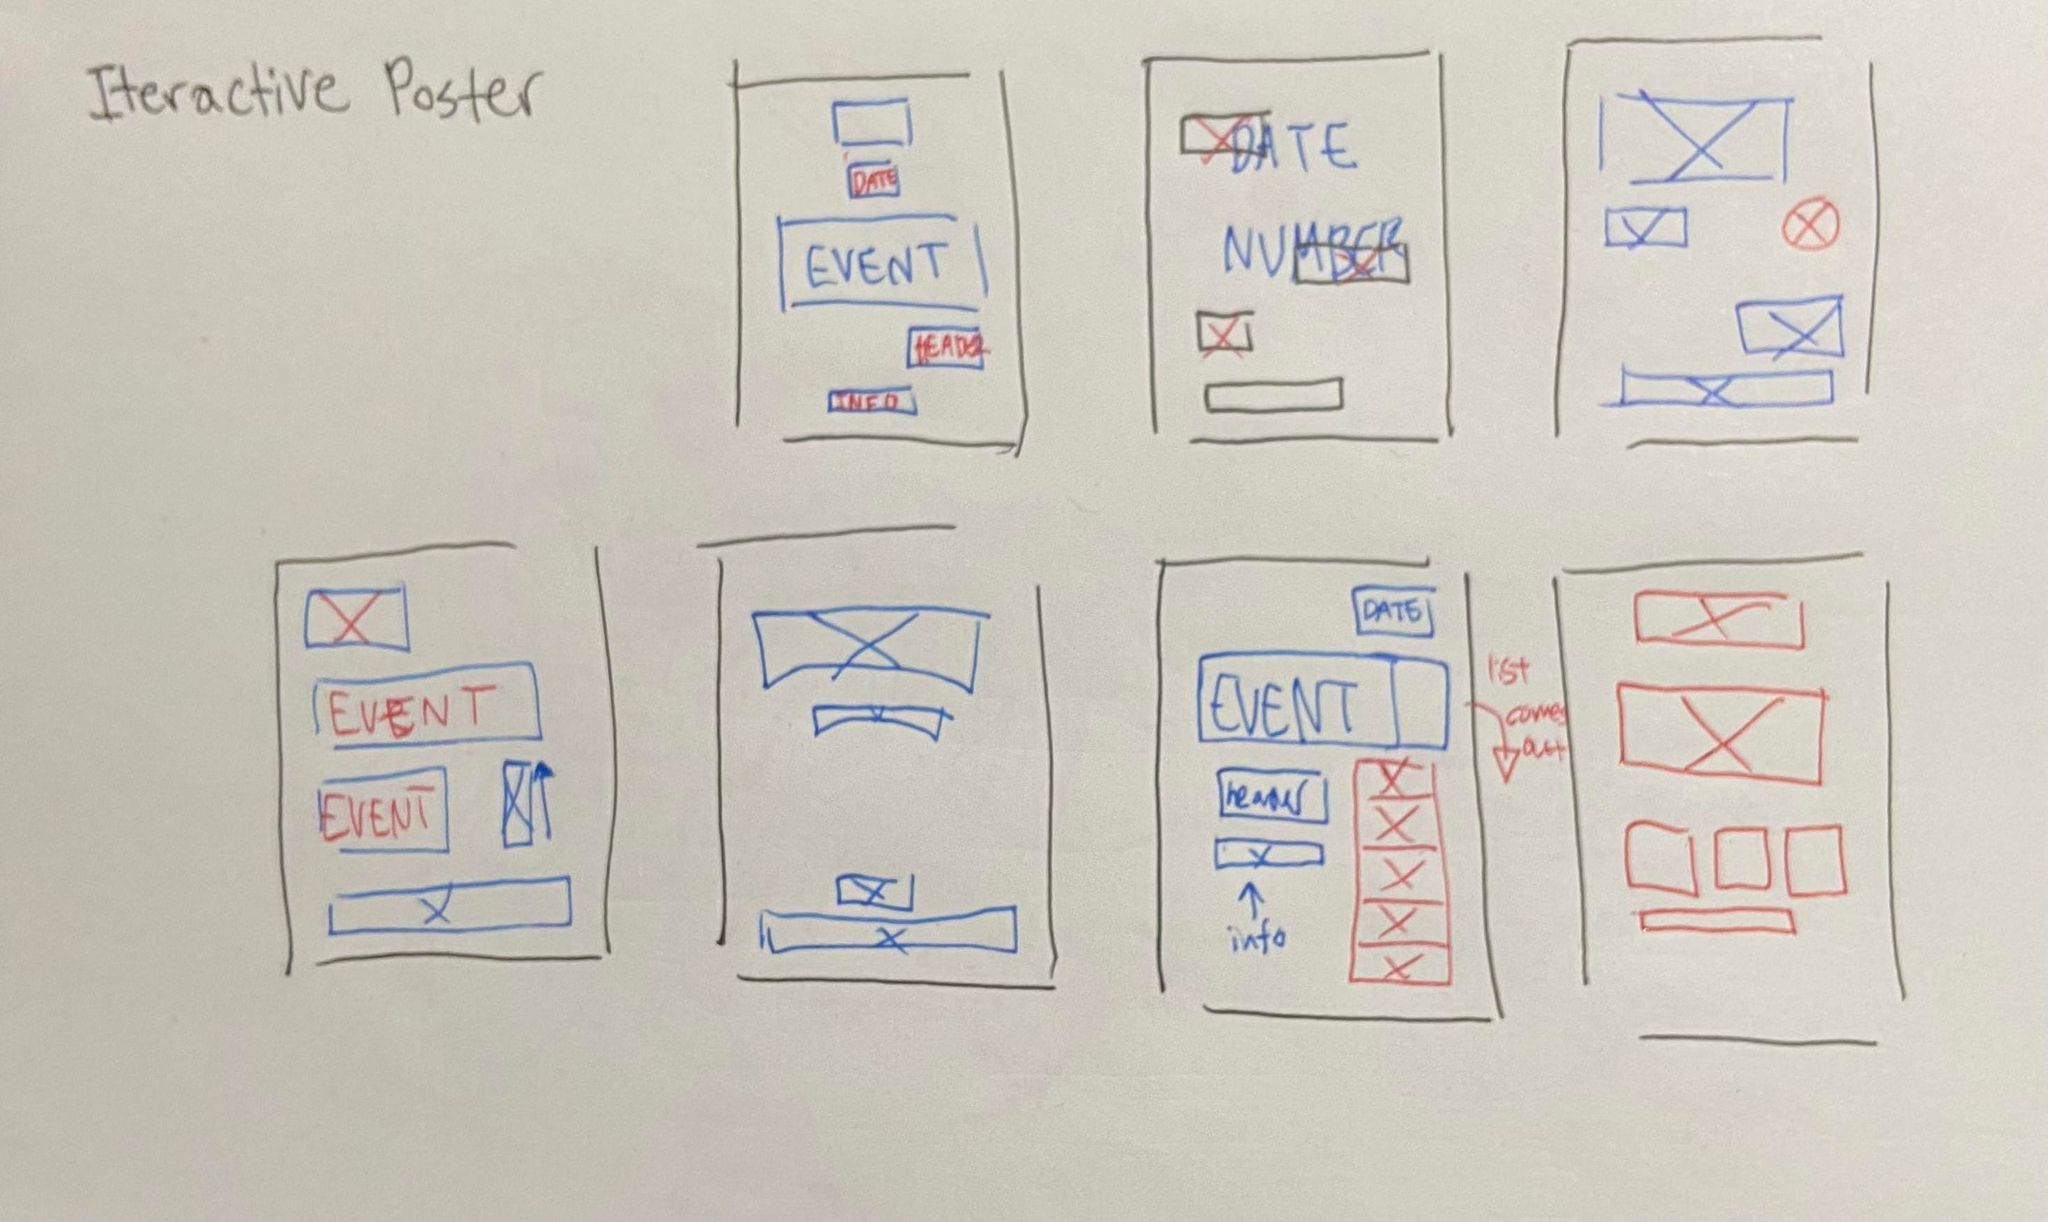 Iteractive Poster
DATE
EVENT
HEADER
INFO
DATE
NUMBER
EVENT
EVENT
DATE
EVENT
header
info
list
comes
out